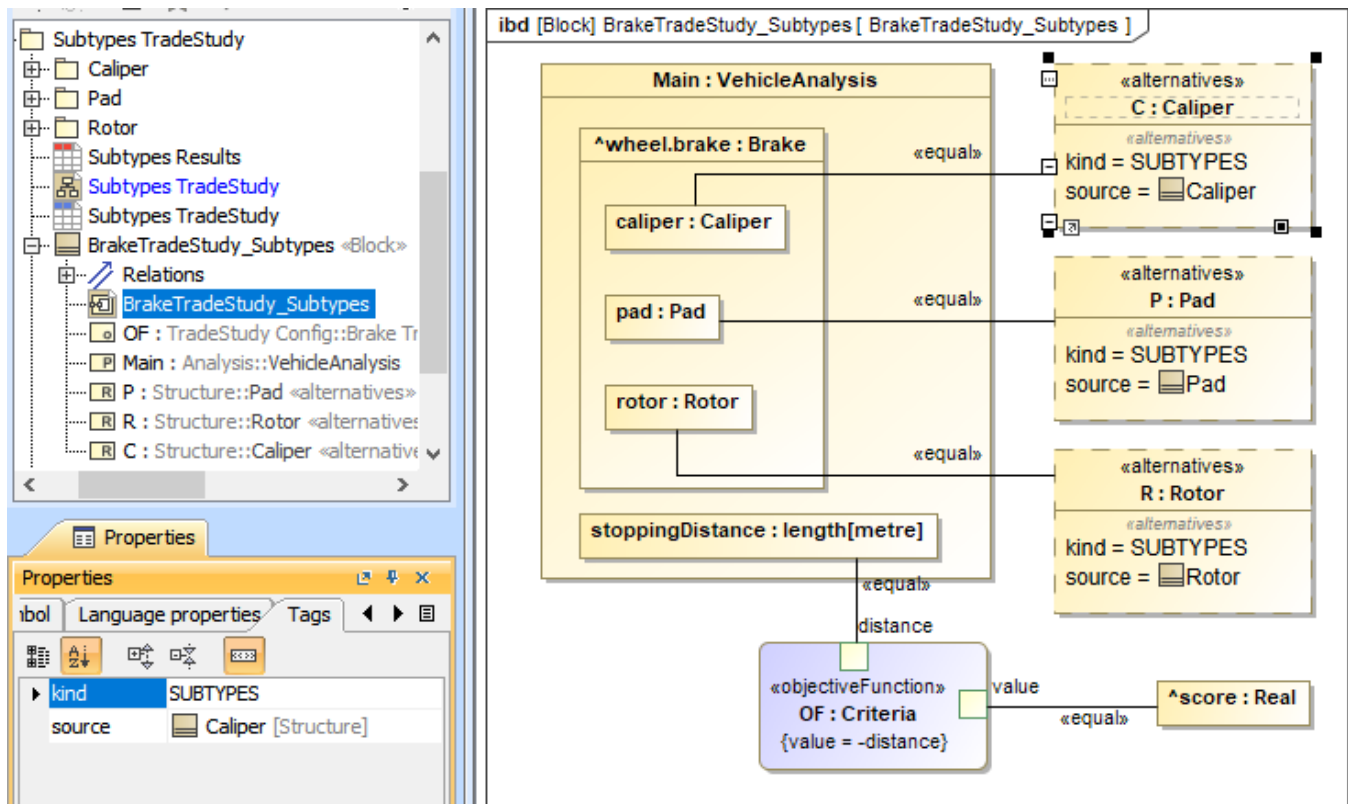 Subtypes TradeStudy
Caliper
Pad
Rotor
Subtypes Results
Subtypes TradeStudy
Subtypes TradeStudy
BrakeTradeStudy_Subtypes «Block»
Relations
BrakeTradeStudy_Subtypes
OF : TradeStudy Config::Brake Tr
Main : Analysis::VehicleAnalysis
P : Structure::Pad «alternatives»
R : Structure::Rotor «alternatives
C : Structure::Caliper «alternative
Properties
Properties
Language properties
Tags
kind SUBTYPES
source Caliper [Structure]
ibd [Block] BrakeTradeStudy_Subtypes [ BrakeTradeStudy_Subtypes ]
Main : VehicleAnalysis
^wheel.brake : Brake
caliper : Caliper
pad : Pad
rotor : Rotor
stoppingDistance : length[metre]
«equal»
«equal»
«equal»
«alternatives»
C : Caliper
«alternatives»
kind = SUBTYPES
source = Caliper
«alternatives»
P : Pad
«alternatives»
kind = SUBTYPES
source = Pad
«alternatives»
R : Rotor
«alternatives»
kind = SUBTYPES
source = Rotor
«equal»
distance
«objectiveFunction»
OF : Criteria
{value = -distance}
value
«equal»
^score : Real